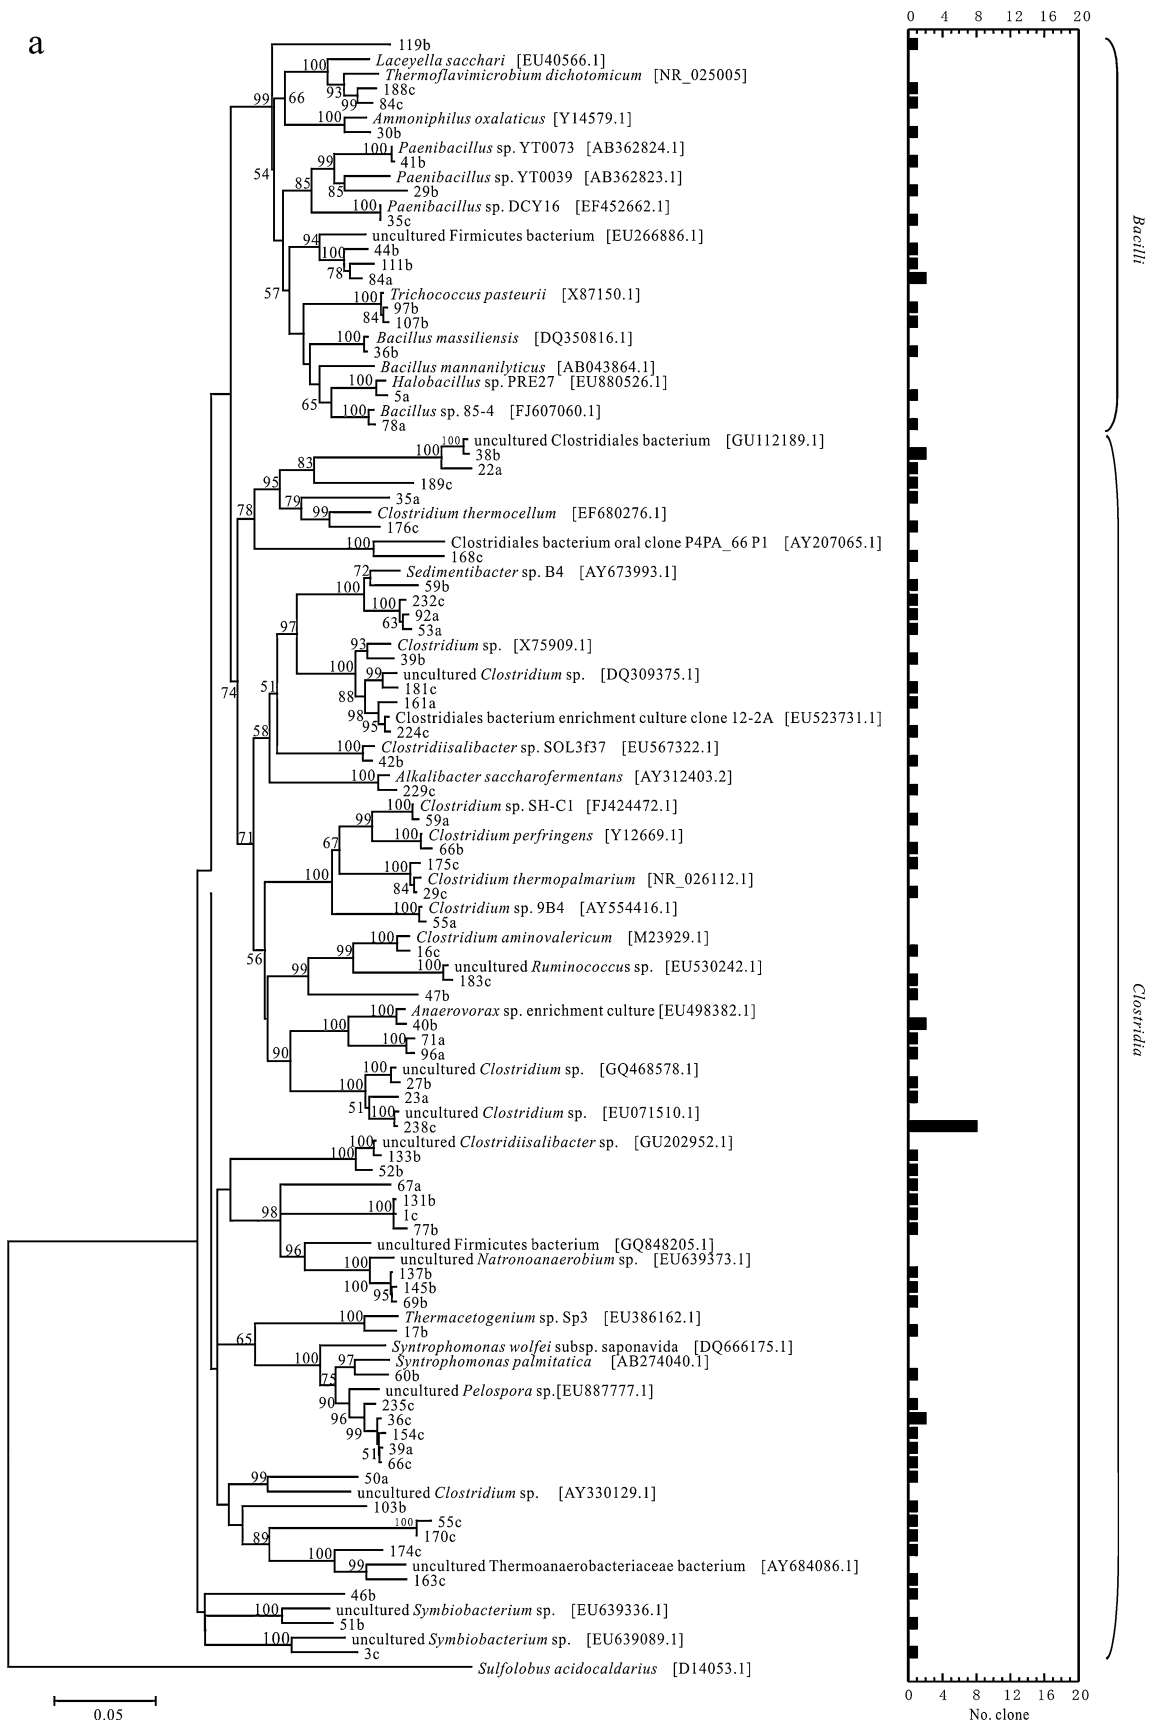 a
0 4 8 12 16 20
119b
Laceyella sacchari [EU40566.1]
100
Thermoflavimicrobium dichotomicum [NR_025005]
93 188c
99 66
99 84c
100 Ammoniphilus oxalaticus [Y14579.1]
30b
100 Paenibacillus sp. YT0073 [AB362824.1]
99 41b
54
Paenibacillus sp. YT0039 [AB362823.1]
85 85 29b
100 Paenibacillus sp. DCY16 [EF452662.1]
35c
94 uncultured Firmicutes bacterium [EU266886.1]
100 44b
111b
78 84a
57
100 Trichococcus pasteurii [X87150.1]
97b
84 107b
100 Bacillus massiliensis [DQ350816.1]
36b
Bacillus mannanilyticus [AB043864.1]
100 Halobacillus sp. PRE27 [EU880526.1]
5a
65
100 Bacillus sp. 85-4 [FJ607060.1]
78a
Bacilli
100 uncultured Clostridiales bacterium [GU112189.1]
100 38b
83 22a
95 189c
79 35a
78 99 Clostridium thermocellum [EF680276.1]
176c
100 Clostridiales bacterium oral clone P4PA_66 P1 [AY207065.1]
168c
72 Sedimentibacter sp. B4 [AY673993.1]
100 59b
100 232c
92a
63 53a
97
93 Clostridium sp. [X75909.1]
39b
100
99 uncultured Clostridium sp. [DQ309375.1]
74 51 181c
88 161a
98 Clostridiales bacterium enrichment culture clone 12-2A [EU523731.1]
95 224c
58
100 Clostridiisalibacter sp. SOL3f37 [EU567322.1]
42b
100 Alkalibacter saccharofermentans [AY312403.2]
229c
100 Clostridium sp. SH-C1 [FJ424472.1]
99 59a
71 67 100 Clostridium perfringens [Y12669.1]
66b
100 175c
100 Clostridium thermopalmarium [NR_026112.1]
84 29c
100 Clostridium sp. 9B4 [AY554416.1]
55a
100 Clostridium aminovalericum [M23929.1]
99 16c
56 99 100 uncultured Ruminococcus sp. [EU530242.1]
183c
47b
100 Anaerovorax sp. enrichment culture [EU498382.1]
100 40b
100 71a
96a
90
100 uncultured Clostridium sp. [GQ468578.1]
100 27b
23a
51 100 uncultured Clostridium sp. [EU071510.1]
238c
Clostridia
100 uncultured Clostridiisalibacter sp. [GU202952.1]
100 133b
52b
67a
131b
98 100 1c
77b
96 uncultured Firmicutes bacterium [GQ848205.1]
100 uncultured Natronoanaerobium sp. [EU639373.1]
137b
100 145b
95 69b
100 Thermacetogenium sp. Sp3 [EU386162.1]
17b
65
Syntrophomonas wolfei subsp. saponavida [DQ666175.1]
100 97 Syntrophomonas palmitatica [AB274040.1]
75 60b
uncultured Pelospora sp.[EU887777.1]
90 235c
96 36c
99 154c
39a
51 66c
99 50a
uncultured Clostridium sp. [AY330129.1]
103b
100 55c
89 170c
100 174c
99 uncultured Thermoanaerobacteriaceae bacterium [AY684086.1]
163c
46b
100 uncultured Symbiobacterium sp. [EU639336.1]
51b
100 uncultured Symbiobacterium sp. [EU639089.1]
3c
Sulfolobus acidocaldarius [D14053.1]
0 4 8 12 16 20
0.05
No. clone